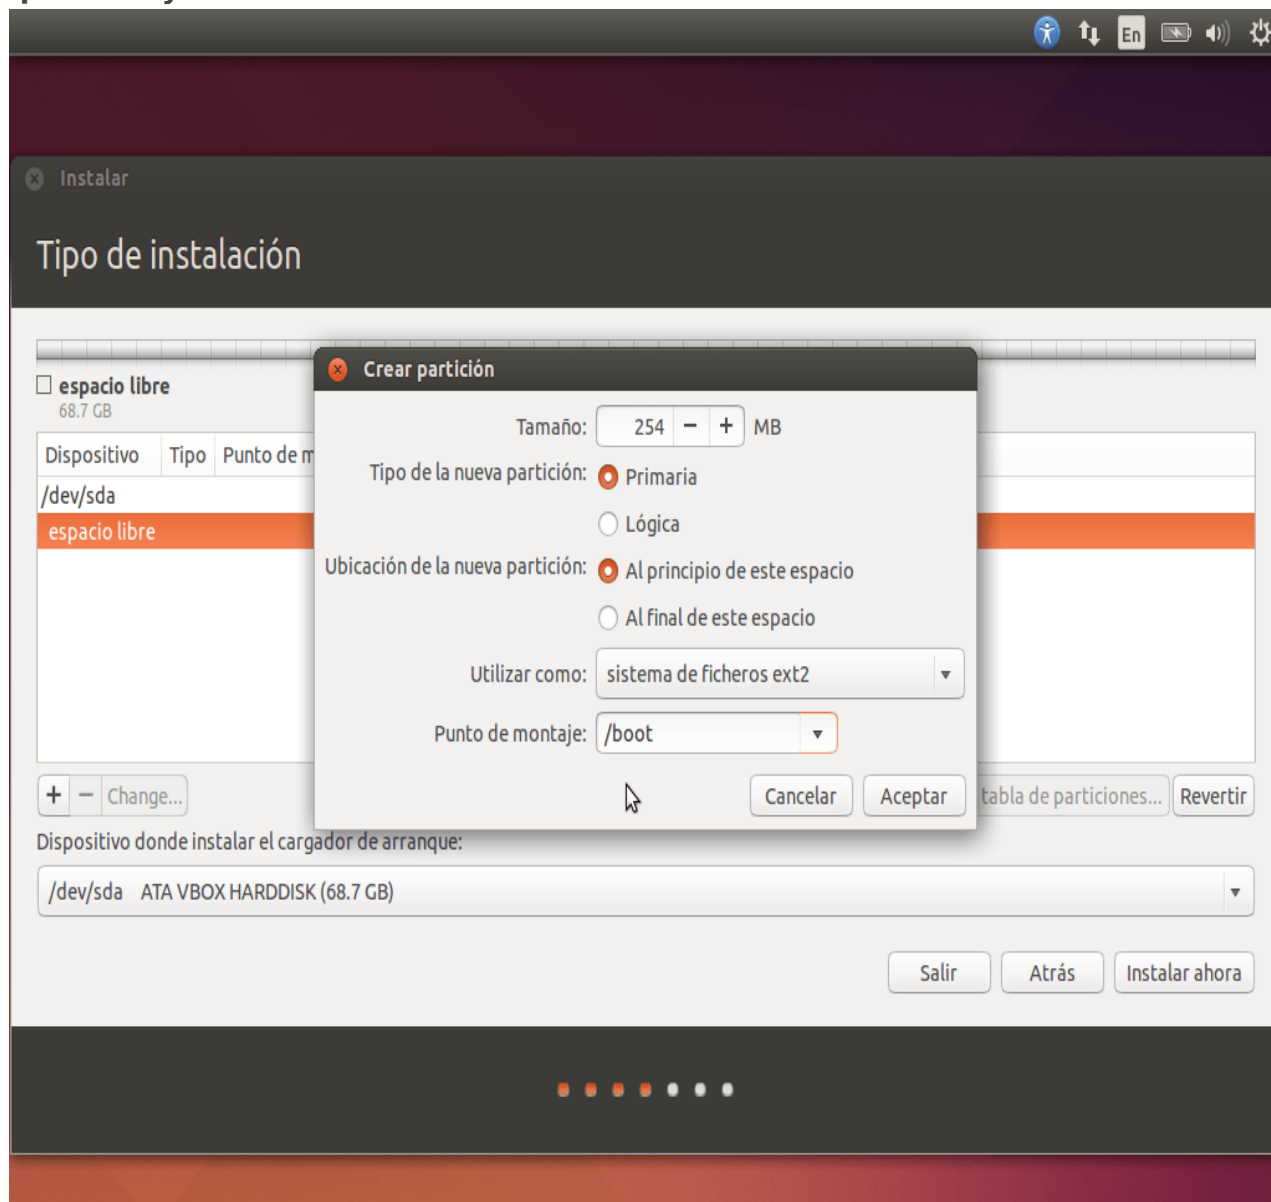 En
Instalar
Tipo de instalación
espacio libre
68.7 GB
Dispositivo Tipo Punto de m
/dev/sda
espacio libre
Crear partición
Tamaño: 254 − + MB
Tipo de la nueva partición: Primaria
Lógica
Ubicación de la nueva partición: Al principio de este espacio
Al final de este espacio
Utilizar como: sistema de ficheros ext2
Punto de montaje: /boot
Cancelar Aceptar
+ − Change... tabla de particiones... Revertir
Dispositivo donde instalar el cargador de arranque:
/dev/sda ATA VBOX HARDDISK (68.7 GB)
Salir Atrás Instalar ahora